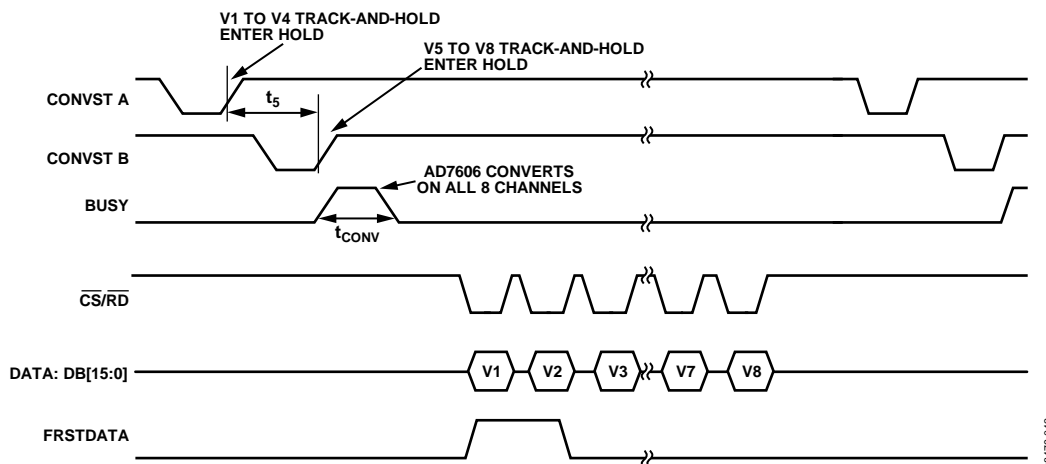 V1 TO V4 TRACK-AND-HOLD
ENTER HOLD
V5 TO V8 TRACK-AND-HOLD
ENTER HOLD
CONVST A
t5
CONVST B
AD7606 CONVERTS
ON ALL 8 CHANNELS
BUSY
tCONV
CS/RD
DATA: DB[15:0]
V1
V2
V3
V7
V8
FRSTDATA